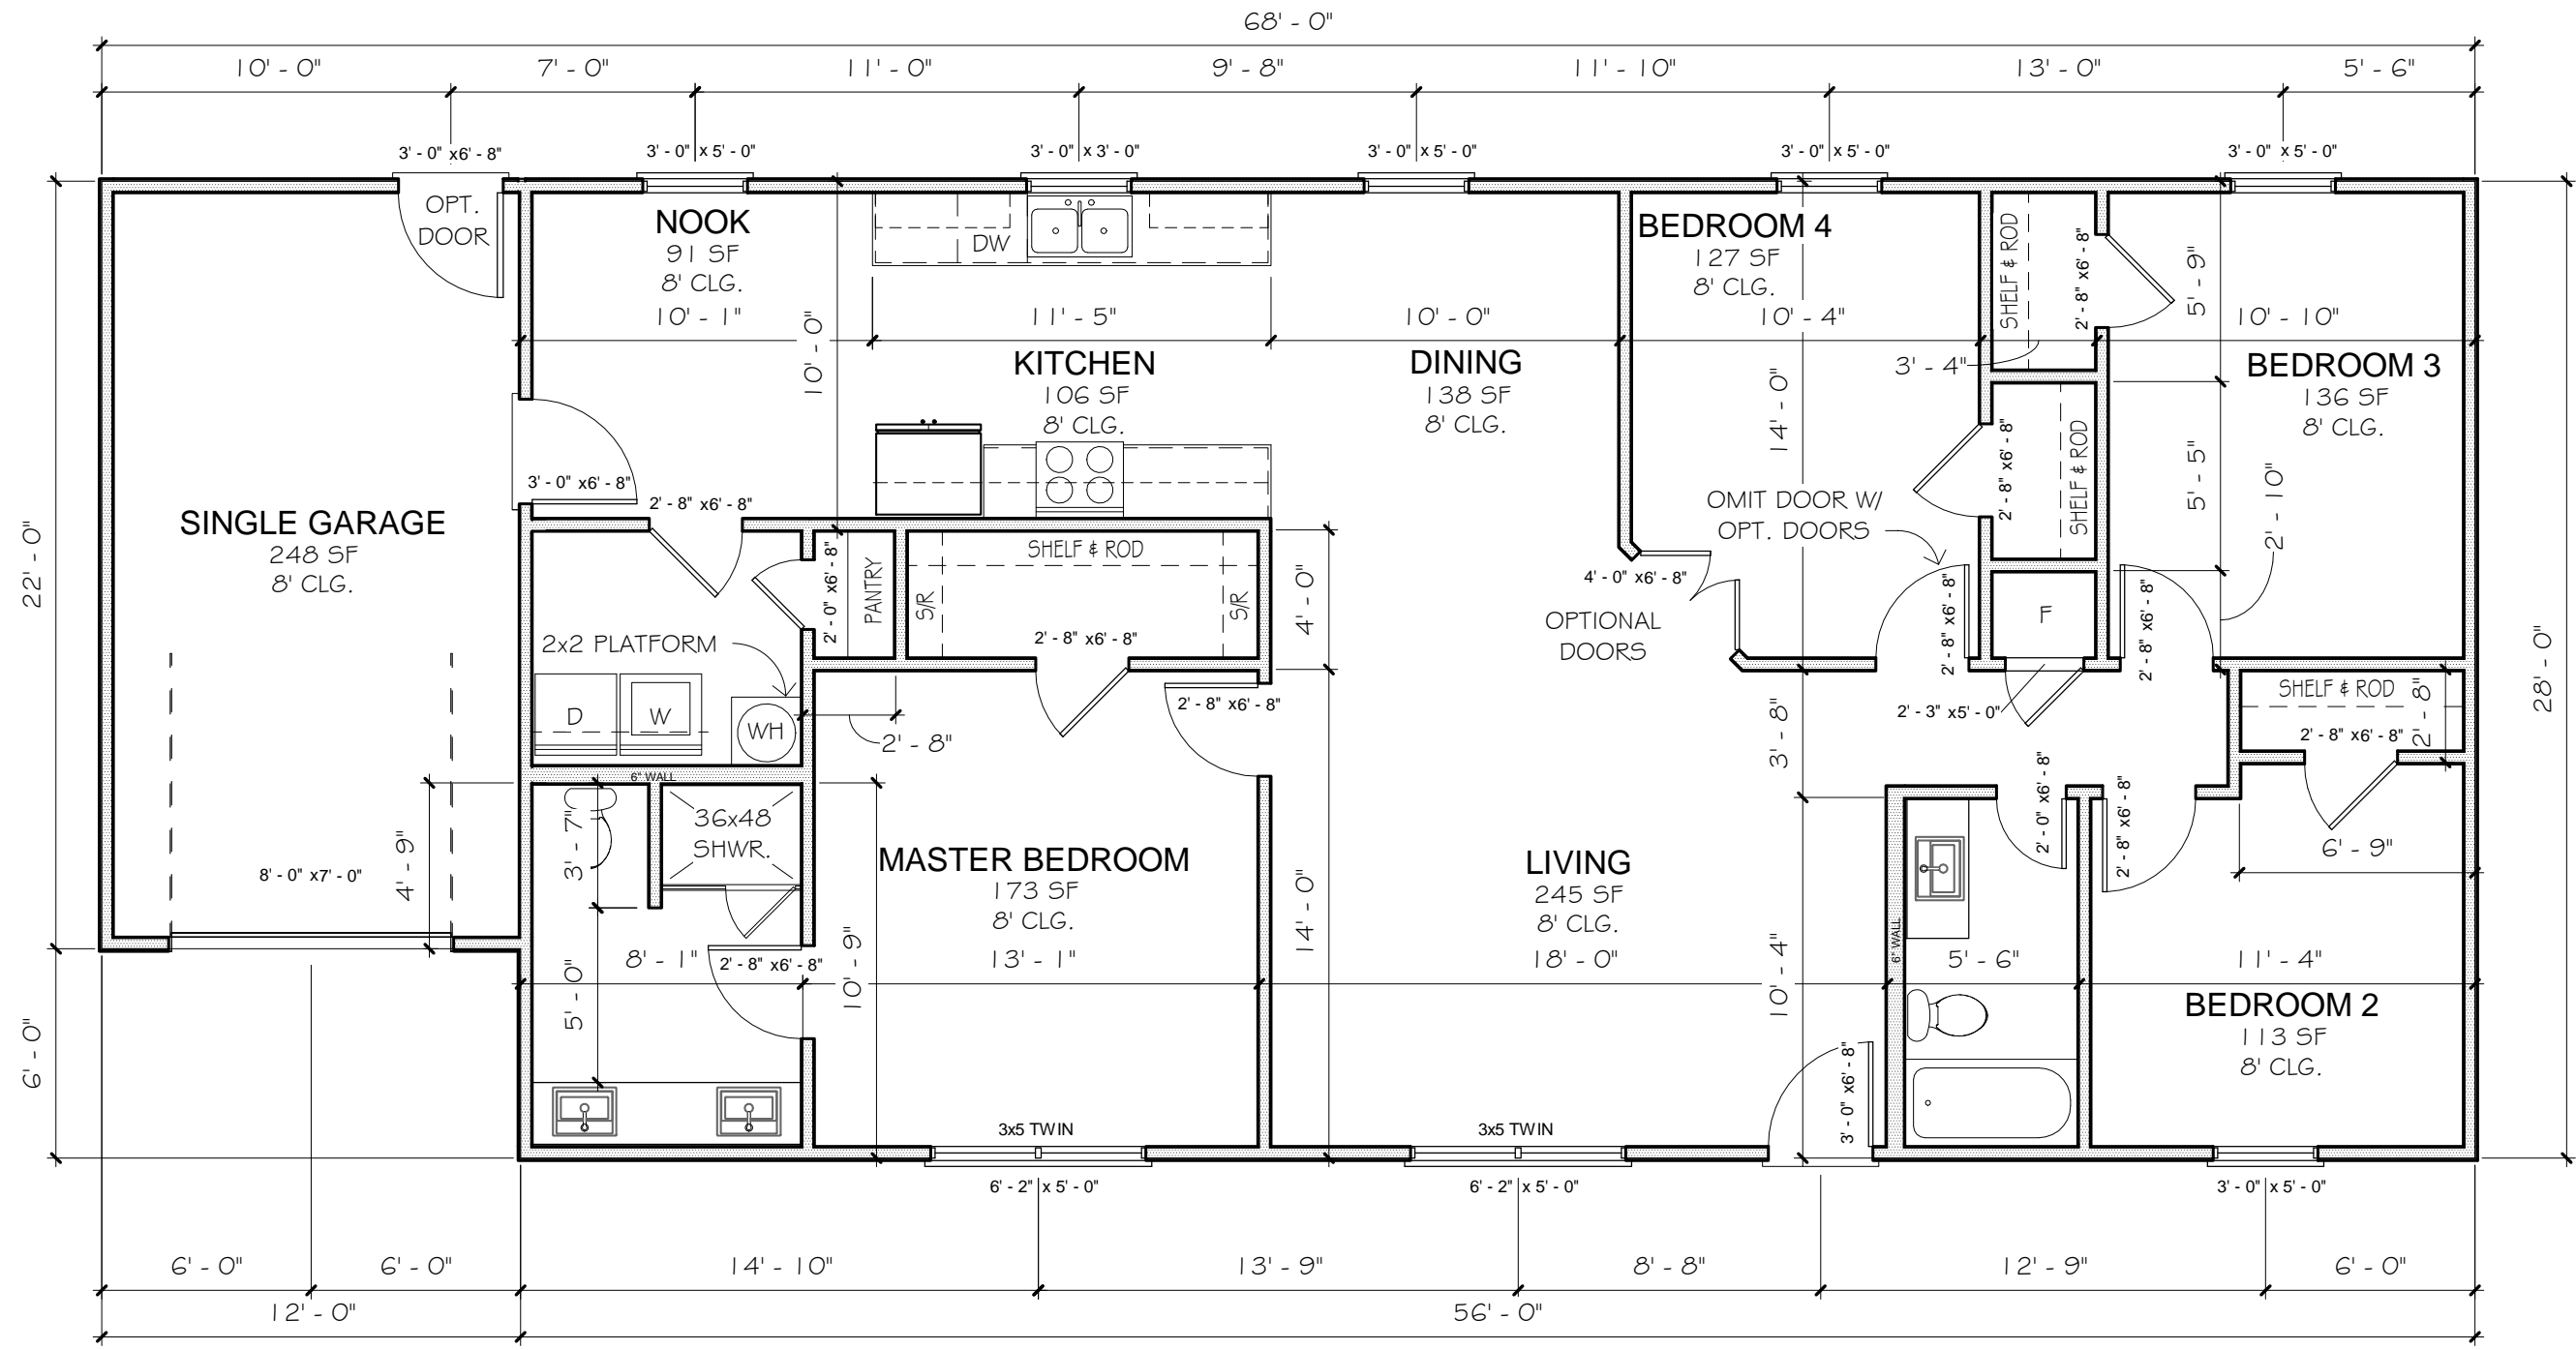 68' - 0"
10' - 0"
7' - 0"
11' - 0"
9' - 8"
11' - 10"
13' - 0"
5' - 6"
3' - 0" x6' - 8"
3' - 0" x 5' - 0"
3' - 0" x 3' - 0"
3' - 0" x 5' - 0"
3' - 0" x 5' - 0"
3' - 0" x 5' - 0"
OPT.
DOOR
NOOK
91 SF
8' CLG.
10' - 1"
DW
11' - 5"
10' - 0"
10' - 0"
KITCHEN
106 SF
8' CLG.
DINING
138 SF
8' CLG.
BEDROOM 4
127 SF
8' CLG.
10' - 4"
14' - 0"
SHELF & ROD
2' - 8" x6' - 8"
3' - 4"
5' - 9"
10' - 10"
BEDROOM 3
136 SF
8' CLG.
SHELF & ROD
2' - 8" x6' - 8"
5' - 5"
2' - 10"
22' - 0"
SINGLE GARAGE
248 SF
8' CLG.
3' - 0" x6' - 8"
2' - 8" x6' - 8"
OMIT DOOR W/
OPT. DOORS
4' - 0" x6' - 8"
OPTIONAL
DOORS
2' - 0" x6' - 8"
PANTRY
SHELF & ROD
S/R
S/R
2' - 8" x6' - 8"
4' - 0"
2' - 8" x6' - 8"
F
2' - 8" x6' - 8"
28' - 0"
2x2 PLATFORM
D
W
WH
2' - 8"
2' - 8" x6' - 8"
2' - 3" x5' - 0"
3' - 8"
SHELF & ROD
2' - 8" x6' - 8"
2' - 8"
6" WALL
36x48
SHWR.
3' - 7"
4' - 9"
8' - 0" x7' - 0"
MASTER BEDROOM
173 SF
8' CLG.
13' - 1"
LIVING
245 SF
8' CLG.
18' - 0"
2' - 0" x6' - 8"
2' - 8" x6' - 8"
6' - 9"
14' - 0"
10' - 9"
8' - 1"
2' - 8" x6' - 8"
5' - 0"
10' - 4"
6" WALL
5' - 6"
11' - 4"
BEDROOM 2
113 SF
8' CLG.
6' - 0"
3' - 0" x6' - 8"
3x5 TWIN
3x5 TWIN
6' - 2" x 5' - 0"
6' - 2" x 5' - 0"
3' - 0" x 5' - 0"
6' - 0"
6' - 0"
14' - 10"
13' - 9"
8' - 8"
12' - 9"
6' - 0"
12' - 0"
56' - 0"